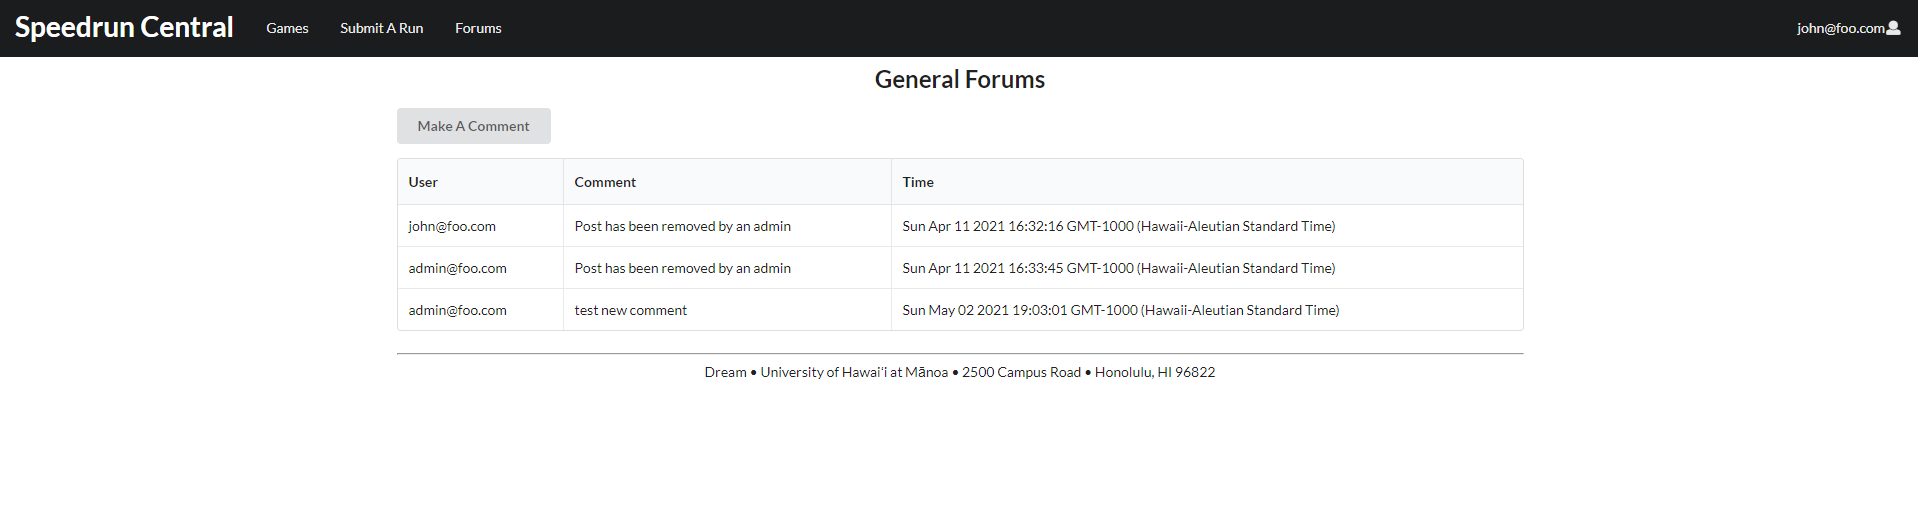 Speedrun Central Games Submit A Run Forums john@foo.com
General Forums
Make A Comment
User Comment Time
john@foo.com Post has been removed by an admin Sun Apr 11 2021 16:32:16 GMT-1000 (Hawaii-Aleutian Standard Time)
admin@foo.com Post has been removed by an admin Sun Apr 11 2021 16:33:45 GMT-1000 (Hawaii-Aleutian Standard Time)
admin@foo.com test new comment Sun May 02 2021 19:03:01 GMT-1000 (Hawaii-Aleutian Standard Time)
Dream • University of Hawaiʻi at Mānoa • 2500 Campus Road • Honolulu, HI 96822